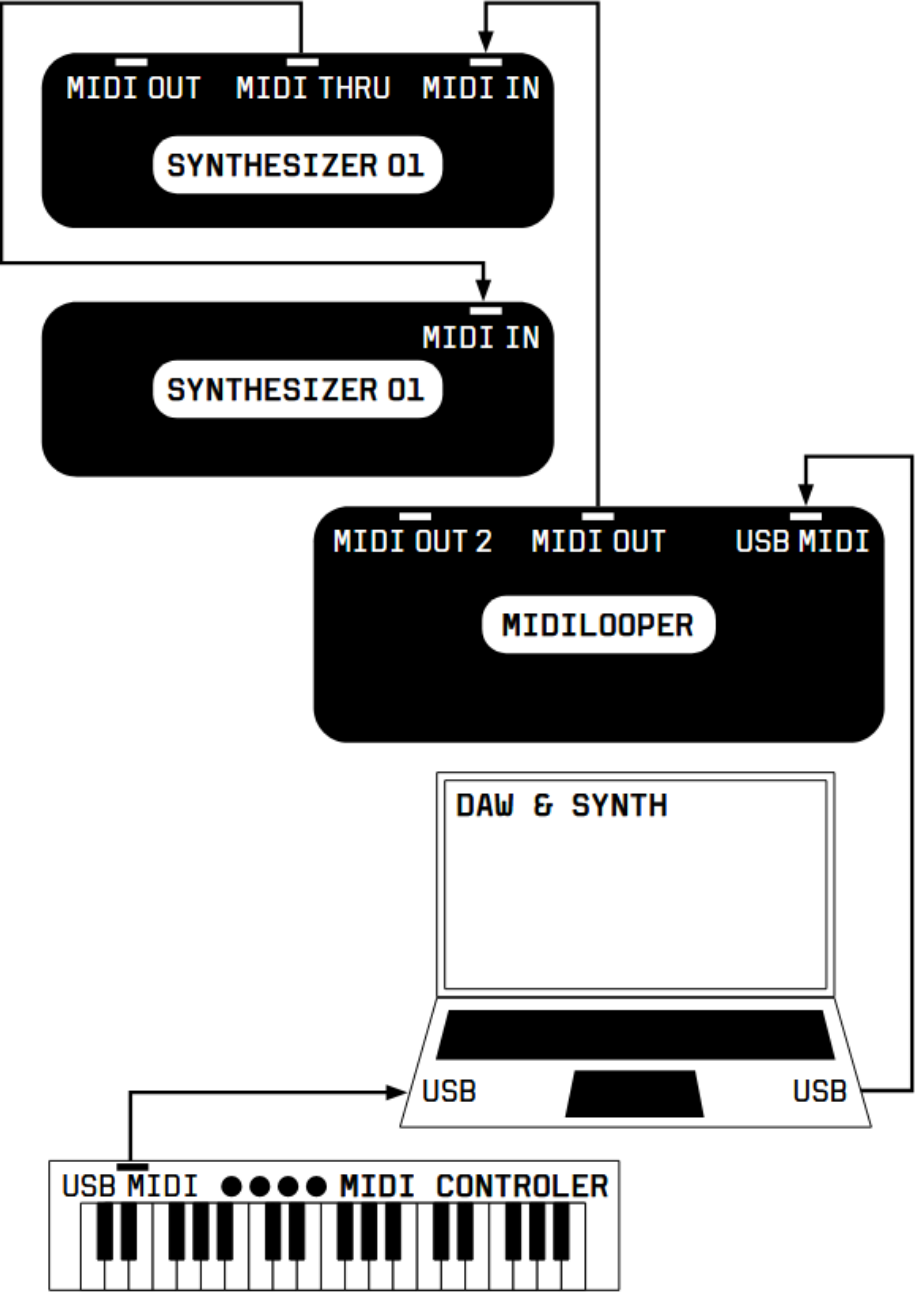 MIDI OUT MIDI THRU MIDI IN
SYNTHESIZER 01
MIDI IN
SYNTHESIZER 01
MIDI OUT 2 MIDI OUT USB MIDI
MIDILOOPER
DAW & SYNTH
USB USB
USB MIDI MIDI CONTROLER